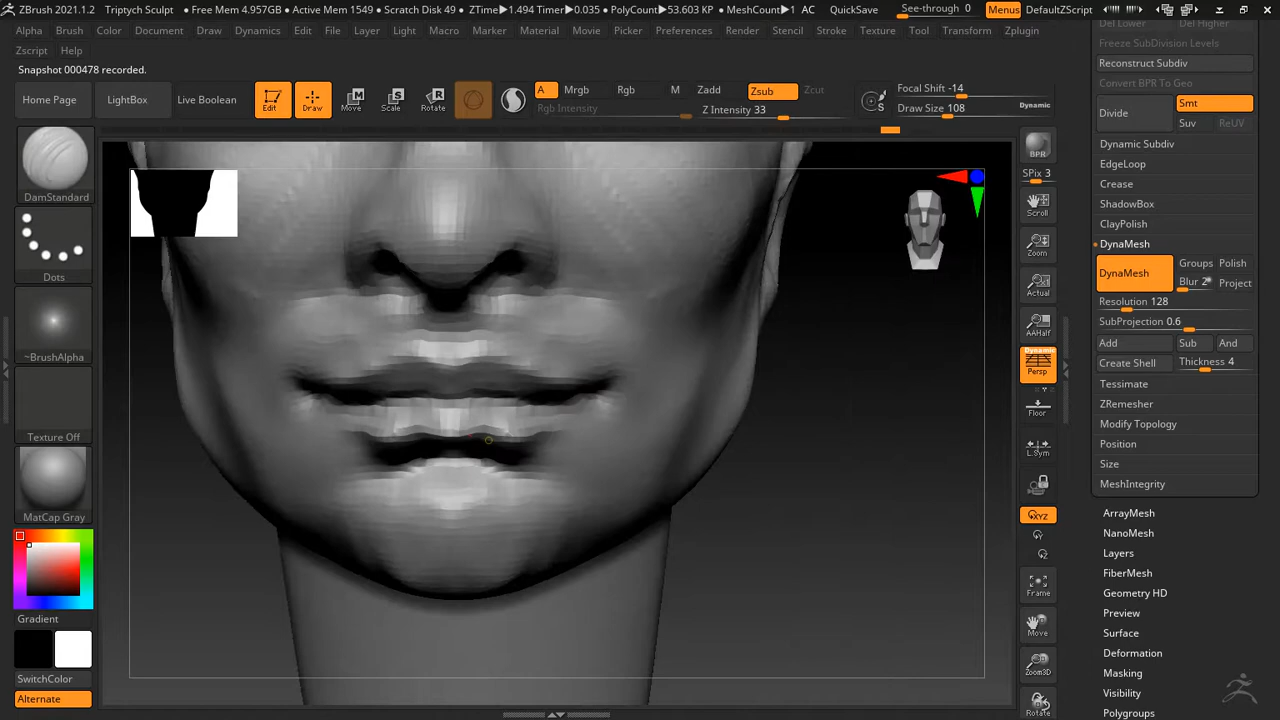 ZBrush 2021.1.2 Triptych Sculpt • Free Mem 4.957GB • Active Mem 1549 • Scratch Disk 49 • ZTime▶1.494 Timer▶0.035 • PolyCount▶53.603 KP • MeshCount▶1 AC QuickSave See-through 0 Menus DefaultZScript
Alpha Brush Color Document Draw Dynamics Edit File Layer Light Macro Marker Material Movie Picker Preferences Render Stencil Stroke Texture Tool Transform Zplugin
Zscript Help
Snapshot 000478 recorded.
Home Page LightBox Live Boolean Edit Draw Move Scale Rotate
A Mrgb Rgb M Zadd Zsub Zcut
Rgb Intensity Z Intensity 33
Focal Shift -14
Draw Size 108 Dynamic
S
DamStandard
Dots
~BrushAlpha
Texture Off
MatCap Gray
Gradient
SwitchColor
Alternate
BPR
SPix 3
Scroll
Zoom
Actual
AAHalf
Dynamic
Persp
Floor
L.Sym
XYZ
Y
Z
Frame
Move
Zoom3D
Rotate
Del Lower Del Higher
Freeze SubDivision Levels
Reconstruct Subdiv
Convert BPR To Geo
Divide Smt
Suv ReUV
Dynamic Subdiv
EdgeLoop
Crease
ShadowBox
ClayPolish
DynaMesh
DynaMesh Groups Polish
Blur 2 Project
Resolution 128
SubProjection 0.6
Add Sub And
Create Shell Thickness 4
Tessimate
ZRemesher
Modify Topology
Position
Size
MeshIntegrity
ArrayMesh
NanoMesh
Layers
FiberMesh
Geometry HD
Preview
Surface
Deformation
Masking
Visibility
Polygroups